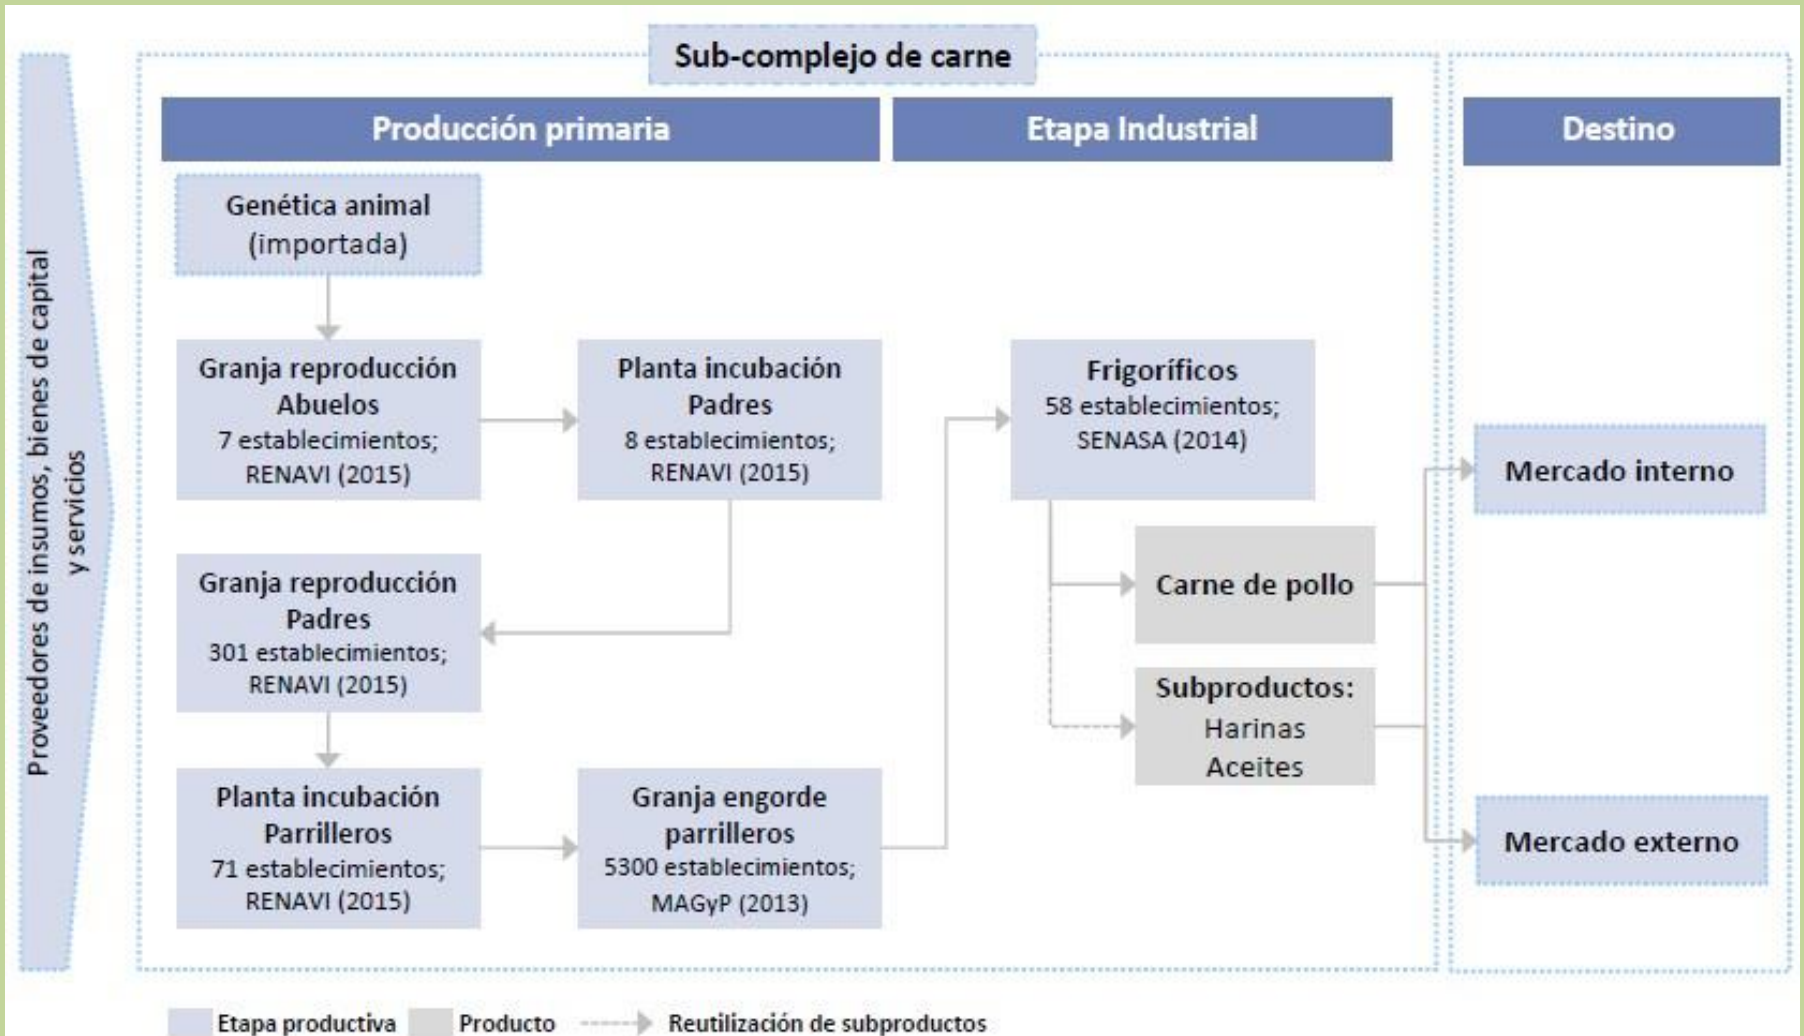 Sub-complejo de carne
Proveedores de insumos, bienes de capital
y servicios
Producción primaria
Etapa Industrial
Destino
Genética animal
(importada)
Granja reproducción
Abuelos
7 establecimientos;
RENAVI (2015)
Planta incubación
Padres
8 establecimientos;
RENAVI (2015)
Granja reproducción
Padres
301 establecimientos;
RENAVI (2015)
Planta incubación
Parrilleros
71 establecimientos;
RENAVI (2015)
Granja engorde
parrilleros
5300 establecimientos;
MAGyP (2013)
Frigoríficos
58 establecimientos;
SENASA (2014)
Carne de pollo
Subproductos:
Harinas
Aceites
Mercado interno
Mercado externo
Etapa productiva
Producto
Reutilización de subproductos